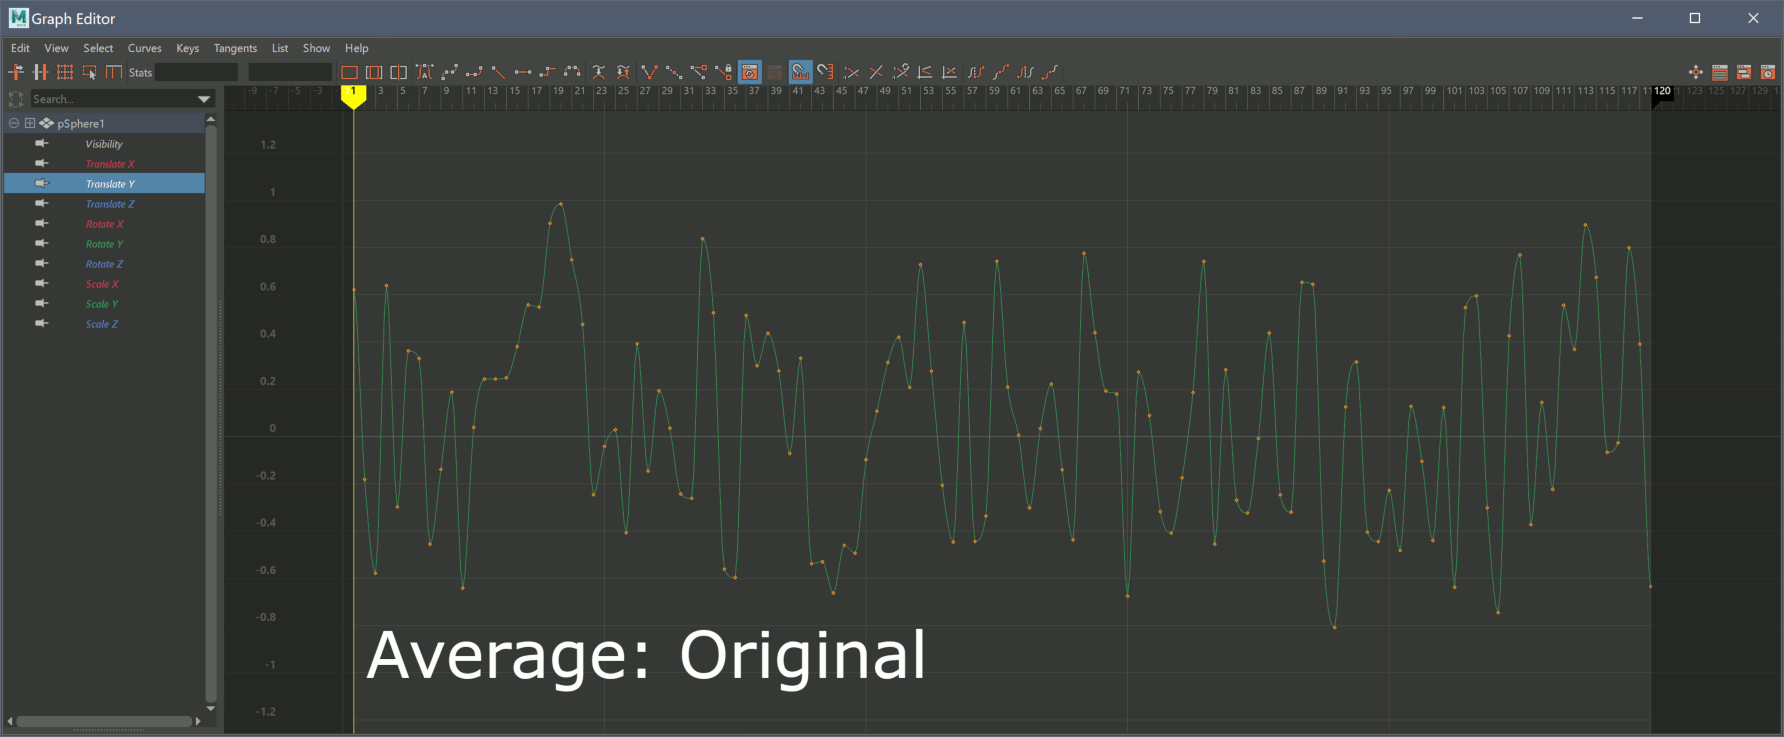 Graph Editor
Edit View Select Curves Keys Tangents List Show Help
Stats
Search...
-9 -7 -5 -3 1 3 5 7 9 11 13 15 17 19 21 23 25 27 29 31 33 35 37 39 41 43 45 47 49 51 53 55 57 59 61 63 65 67 69 71 73 75 77 79 81 83 85 87 89 91 93 95 97 99 101 103 105 107 109 111 113 115 117 120 123 125 127 129
pSphere1
Visibility
Translate X
Translate Y
Translate Z
Rotate X
Rotate Y
Rotate Z
Scale X
Scale Y
Scale Z
1.2
1
0.8
0.6
0.4
0.2
0
-0.2
-0.4
-0.6
-0.8
-1
-1.2
Average: Original